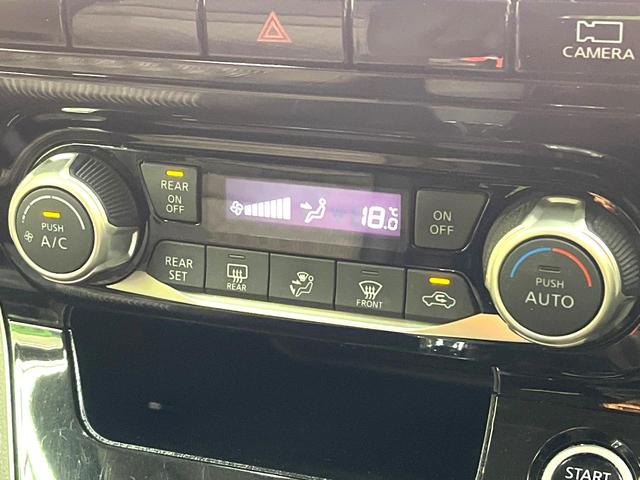 CAMERA
REAR
ON
OFF
18.0°C
ON
OFF
PUSH
A/C
REAR
SET
REAR
FRONT
PUSH
AUTO
START